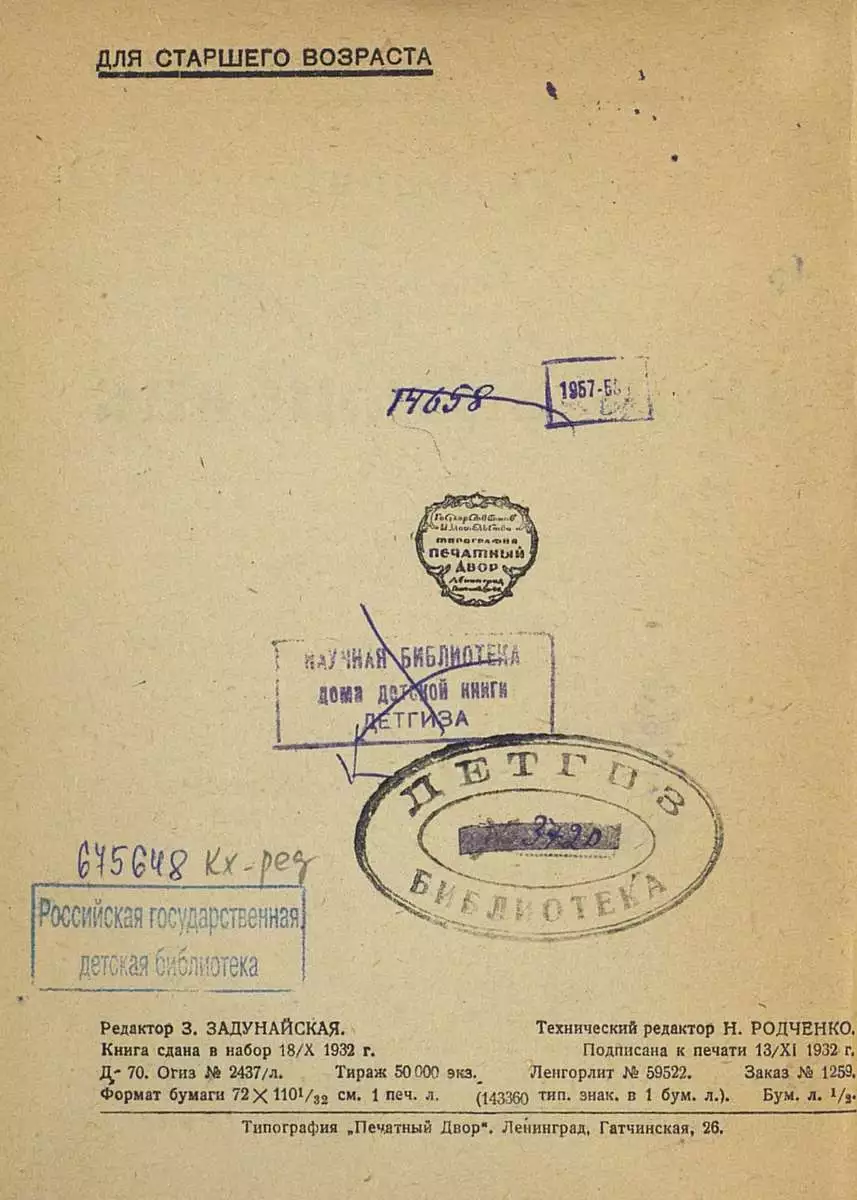 ДЛЯ СТАРШЕГО ВОЗРАСТА
14658
1957-58
Государственное
Издательство
типография
ПЕЧАТНЫЙ
ДВОР
Ленинград
НАУЧНАЯ БИБЛИОТЕКА
ДОМА ДЕТСКОЙ КНИГИ
ДЕТГИЗА
ДЕТГИЗ
3420
БИБЛИОТЕКА
675648 Кх-ред
Российская государственная
детская библиотека
Редактор З. ЗАДУНАЙСКАЯ. Технический редактор Н. РОДЧЕНКО.
Книга сдана в набор 18/X 1932 г. Подписана к печати 13/XI 1932 г.
Д-70. Огиз № 2437/л. Тираж 50 000 экз. Ленгорлит № 59522. Заказ № 1259.
Формат бумаги 72×110 1/32 см. 1 печ. л. (143360 тип. знак. в 1 бум. л.). Бум. л. 1/2.
Типография „Печатный Двор“. Ленинград, Гатчинская, 26.